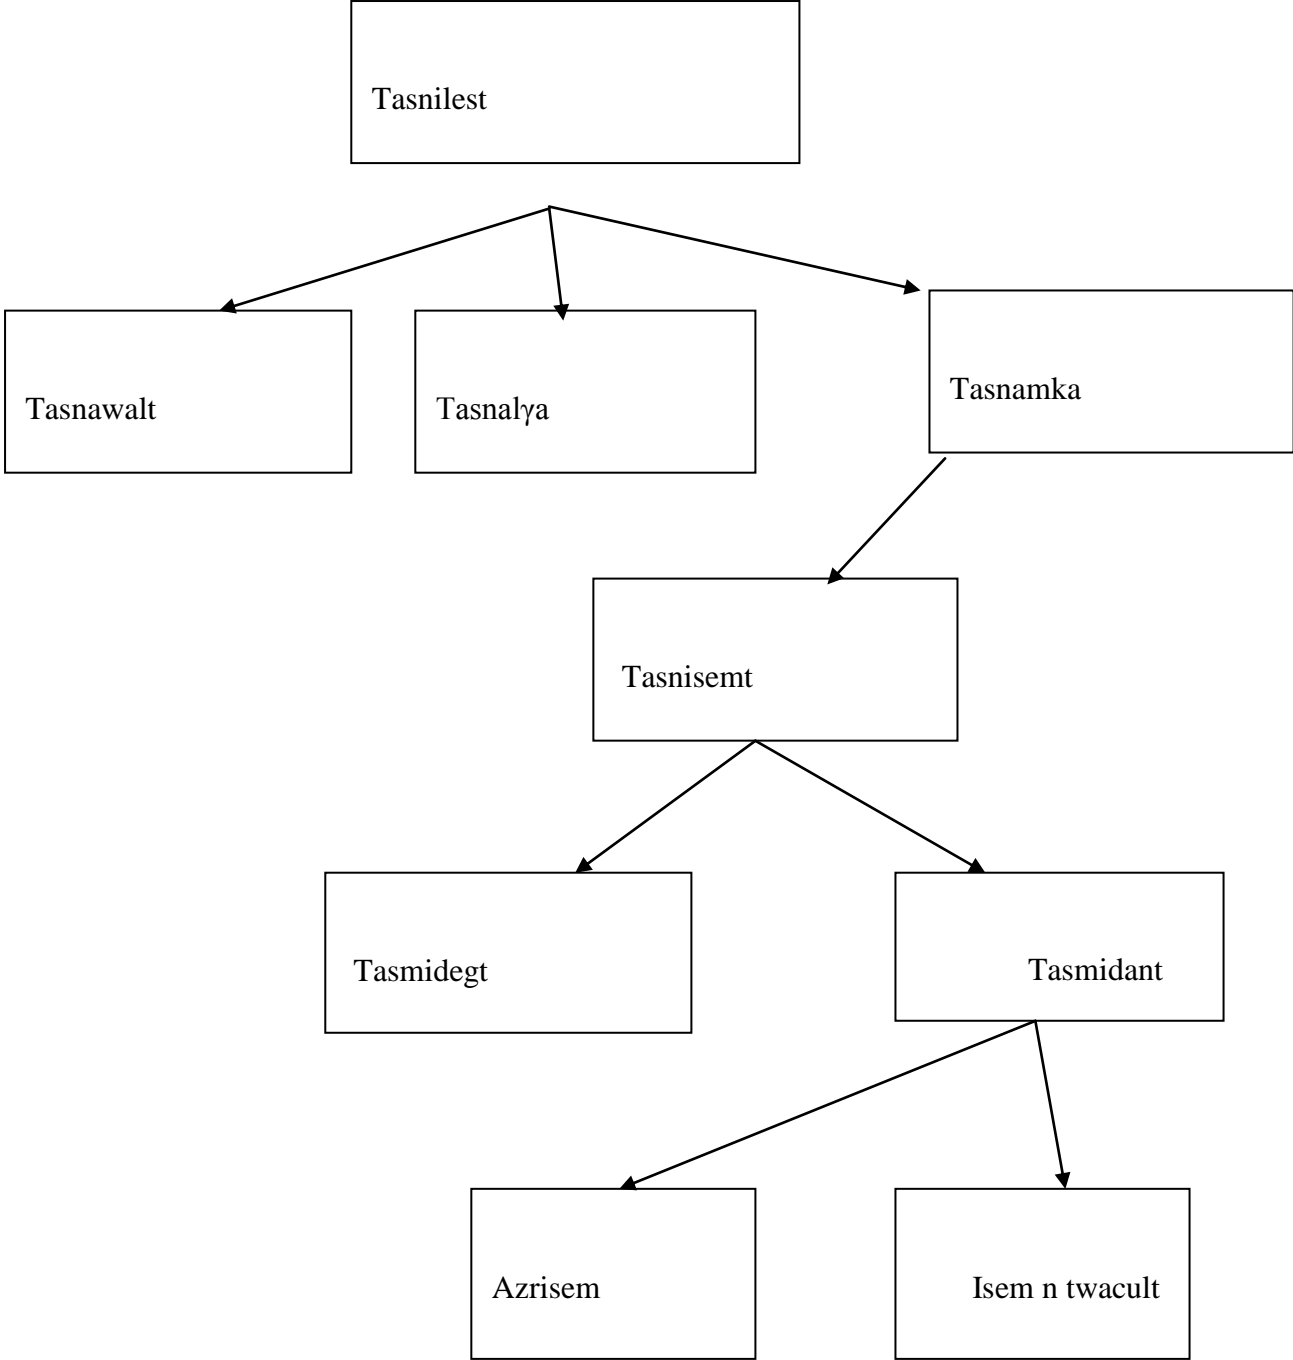 Tasnilest
Tasnawalt
Tasnalγa
Tasnamka
Tasnisemt
Tasmidegt
Tasmidant
Azrisem
Isem n twacult